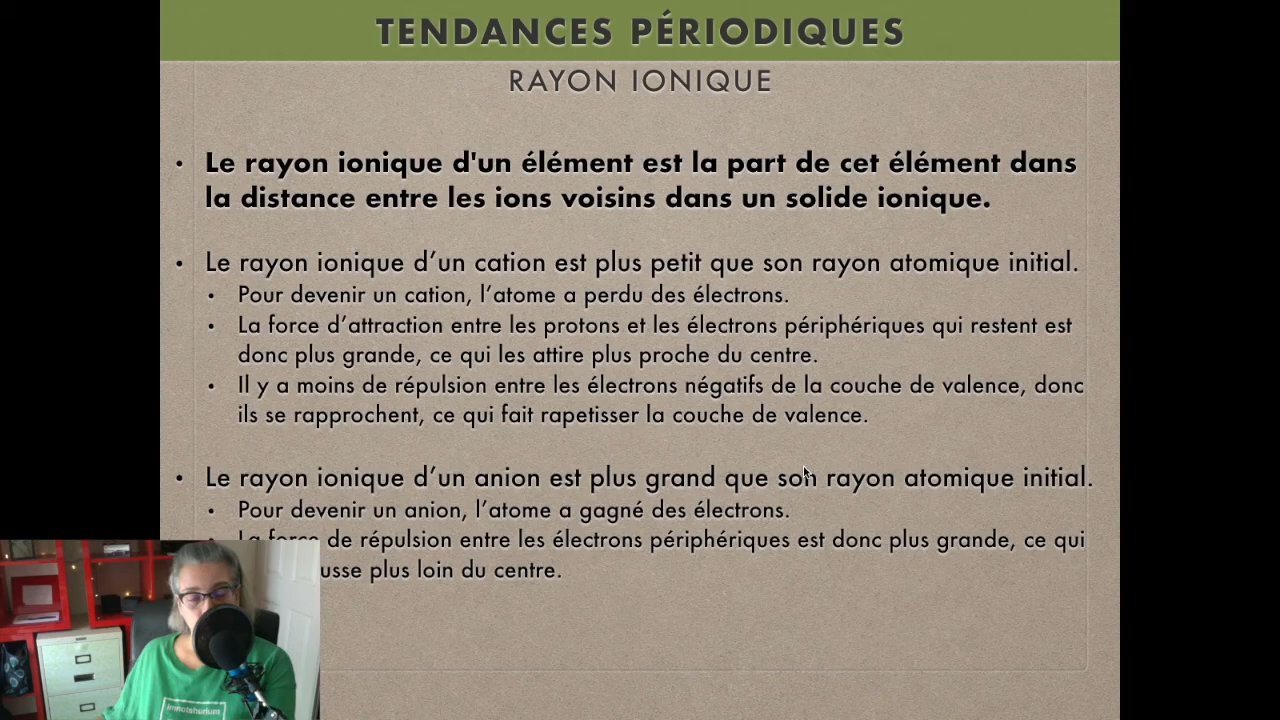 TENDANCES PÉRIODIQUES
RAYON IONIQUE
• Le rayon ionique d'un élément est la part de cet élément dans
la distance entre les ions voisins dans un solide ionique.
• Le rayon ionique d’un cation est plus petit que son rayon atomique initial.
• Pour devenir un cation, l’atome a perdu des électrons.
• La force d’attraction entre les protons et les électrons périphériques qui restent est
donc plus grande, ce qui les attire plus proche du centre.
• Il y a moins de répulsion entre les électrons négatifs de la couche de valence, donc
ils se rapprochent, ce qui fait rapetisser la couche de valence.
• Le rayon ionique d’un anion est plus grand que son rayon atomique initial.
• Pour devenir un anion, l’atome a gagné des électrons.
• La force de répulsion entre les électrons périphériques est donc plus grande, ce qui
plus loin du centre.